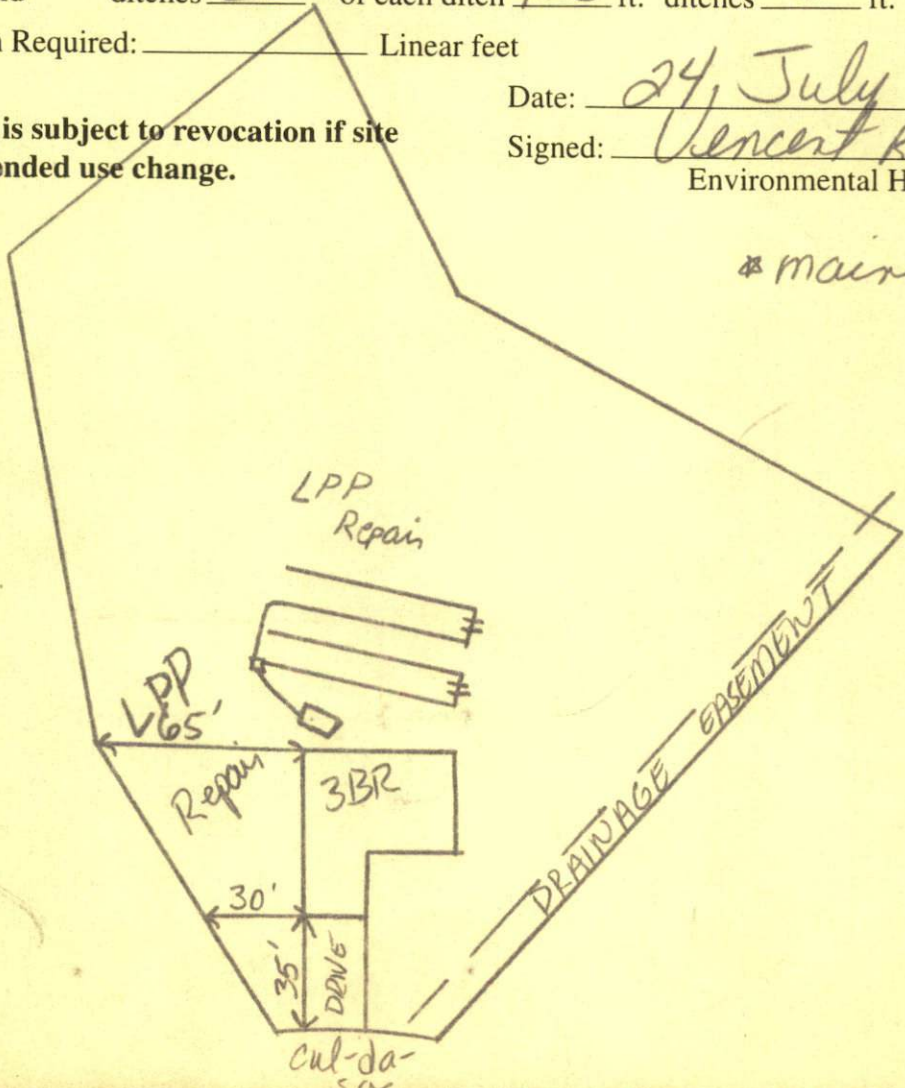 ditches of each ditch ft. ditches ft.
Required: Linear feet
Date: 24, July
is subject to revocation if site
Signed: Vencent
use change.
Environmental H
* main
LPP
Repair
LPP
65'
Repair
3BR
30'
35'
DRIVE
DRAINAGE EASEMENT
cul-da-